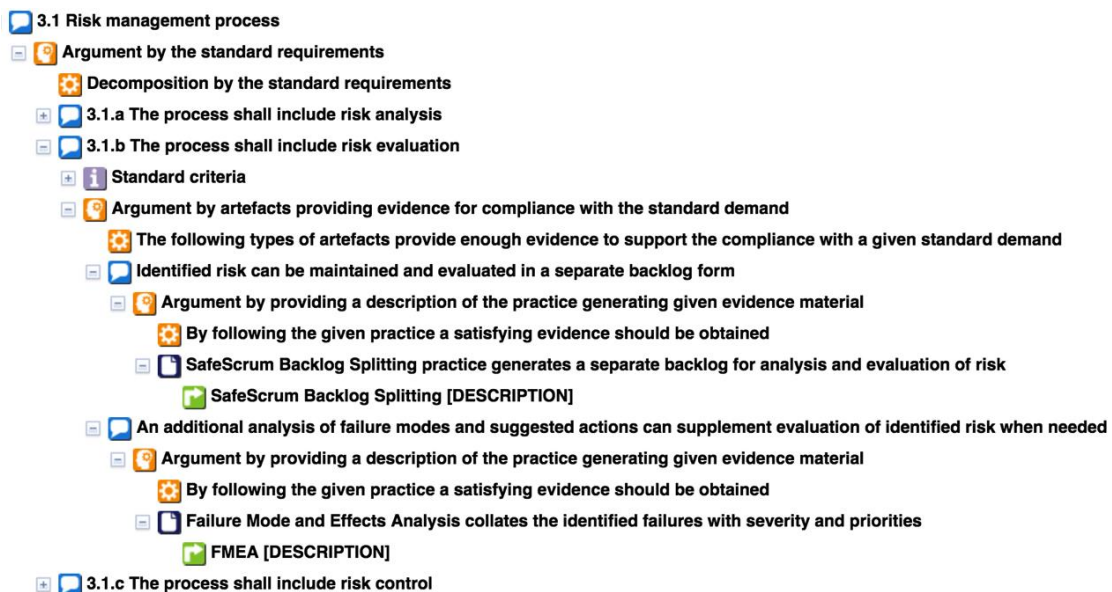 3.1 Risk management process
Argument by the standard requirements
Decomposition by the standard requirements
3.1.a The process shall include risk analysis
3.1.b The process shall include risk evaluation
Standard criteria
Argument by artefacts providing evidence for compliance with the standard demand
The following types of artefacts provide enough evidence to support the compliance with a given standard demand
Identified risk can be maintained and evaluated in a separate backlog form
Argument by providing a description of the practice generating given evidence material
By following the given practice a satisfying evidence should be obtained
SafeScrum Backlog Splitting practice generates a separate backlog for analysis and evaluation of risk
SafeScrum Backlog Splitting [DESCRIPTION]
An additional analysis of failure modes and suggested actions can supplement evaluation of identified risk when needed
Argument by providing a description of the practice generating given evidence material
By following the given practice a satisfying evidence should be obtained
Failure Mode and Effects Analysis collates the identified failures with severity and priorities
FMEA [DESCRIPTION]
3.1.c The process shall include risk control